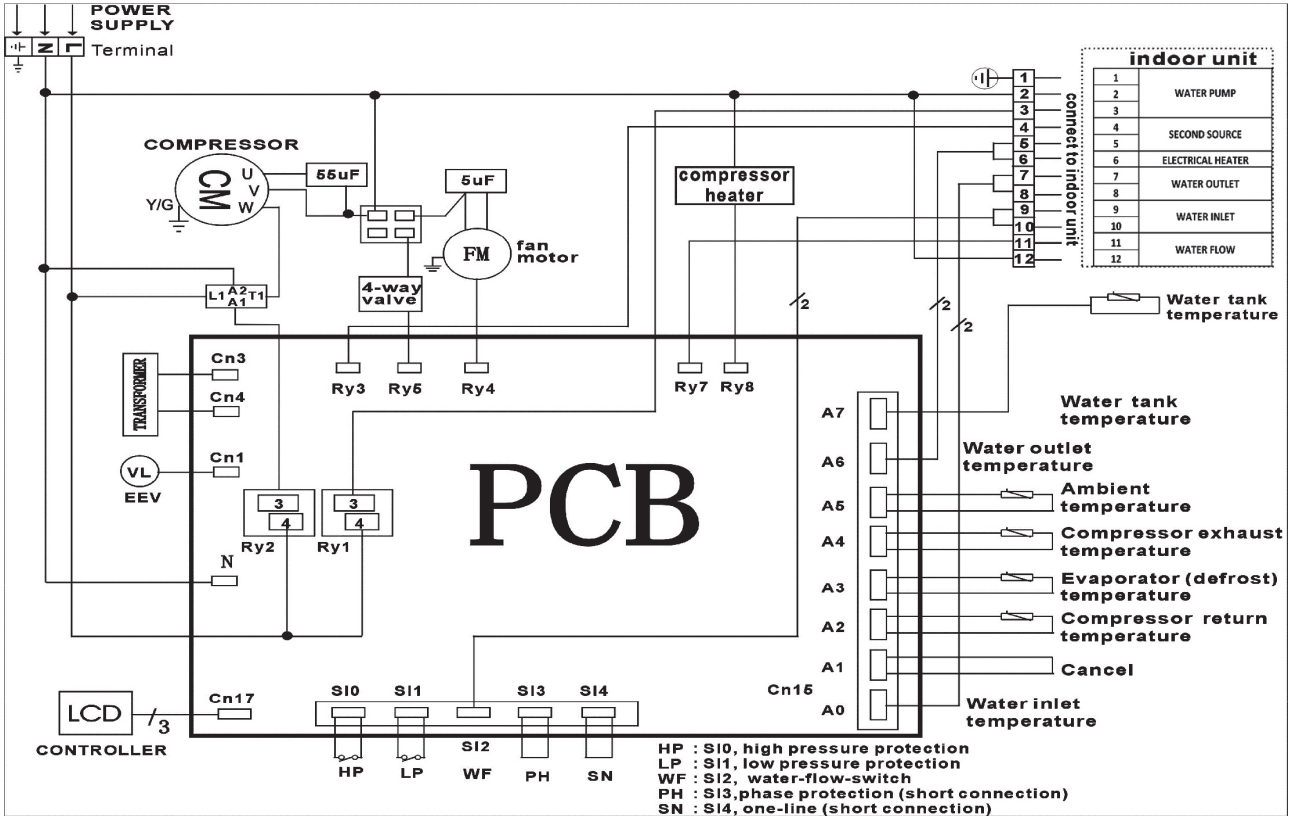 POWER
SUPPLY
N L Terminal
COMPRESSOR
CM
U
V
W
Y/G
55uF
5uF
FM
fan
motor
4-way
valve
compressor
heater
L1 A2 T1
A1
1
2
3
4
5
6
7
8
9
10
11
12
connect to indoor unit
indoor unit
1
2 WATER PUMP
3
4 SECOND SOURCE
5
6 ELECTRICAL HEATER
7 WATER OUTLET
8
9 WATER INLET
10
11 WATER FLOW
12
2
2
2
Water tank
temperature
TRANSFORMER
Cn3
Cn4
Cn1
VL
EEV
Ry3 Ry5 Ry4 Ry7 Ry8
3
4
Ry2
3
4
Ry1
N
PCB
A7 Water tank
temperature
A6 Water outlet
temperature
A5 Ambient
temperature
A4 Compressor exhaust
temperature
A3 Evaporator (defrost)
temperature
A2 Compressor return
temperature
A1 Cancel
Cn15
A0 Water inlet
temperature
LCD
3
Cn17
CONTROLLER
SI0 SI1 SI3 SI4
SI2
HP LP WF PH SN
HP : SI0, high pressure protection
LP : SI1, low pressure protection
WF : SI2, water-flow-switch
PH : SI3,phase protection (short connection)
SN : SI4, one-line (short connection)